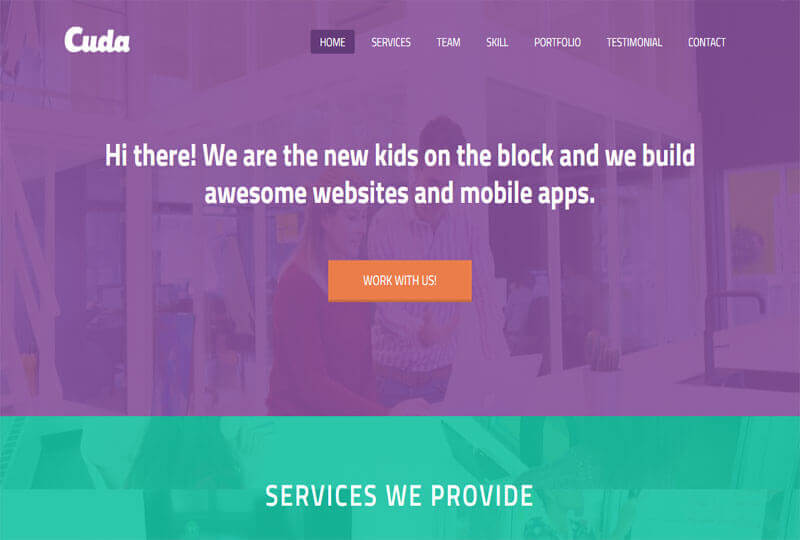 Cuda
HOME SERVICES TEAM SKILL PORTFOLIO TESTIMONIAL CONTACT
Hi there! We are the new kids on the block and we build
awesome websites and mobile apps.
WORK WITH US!
SERVICES WE PROVIDE